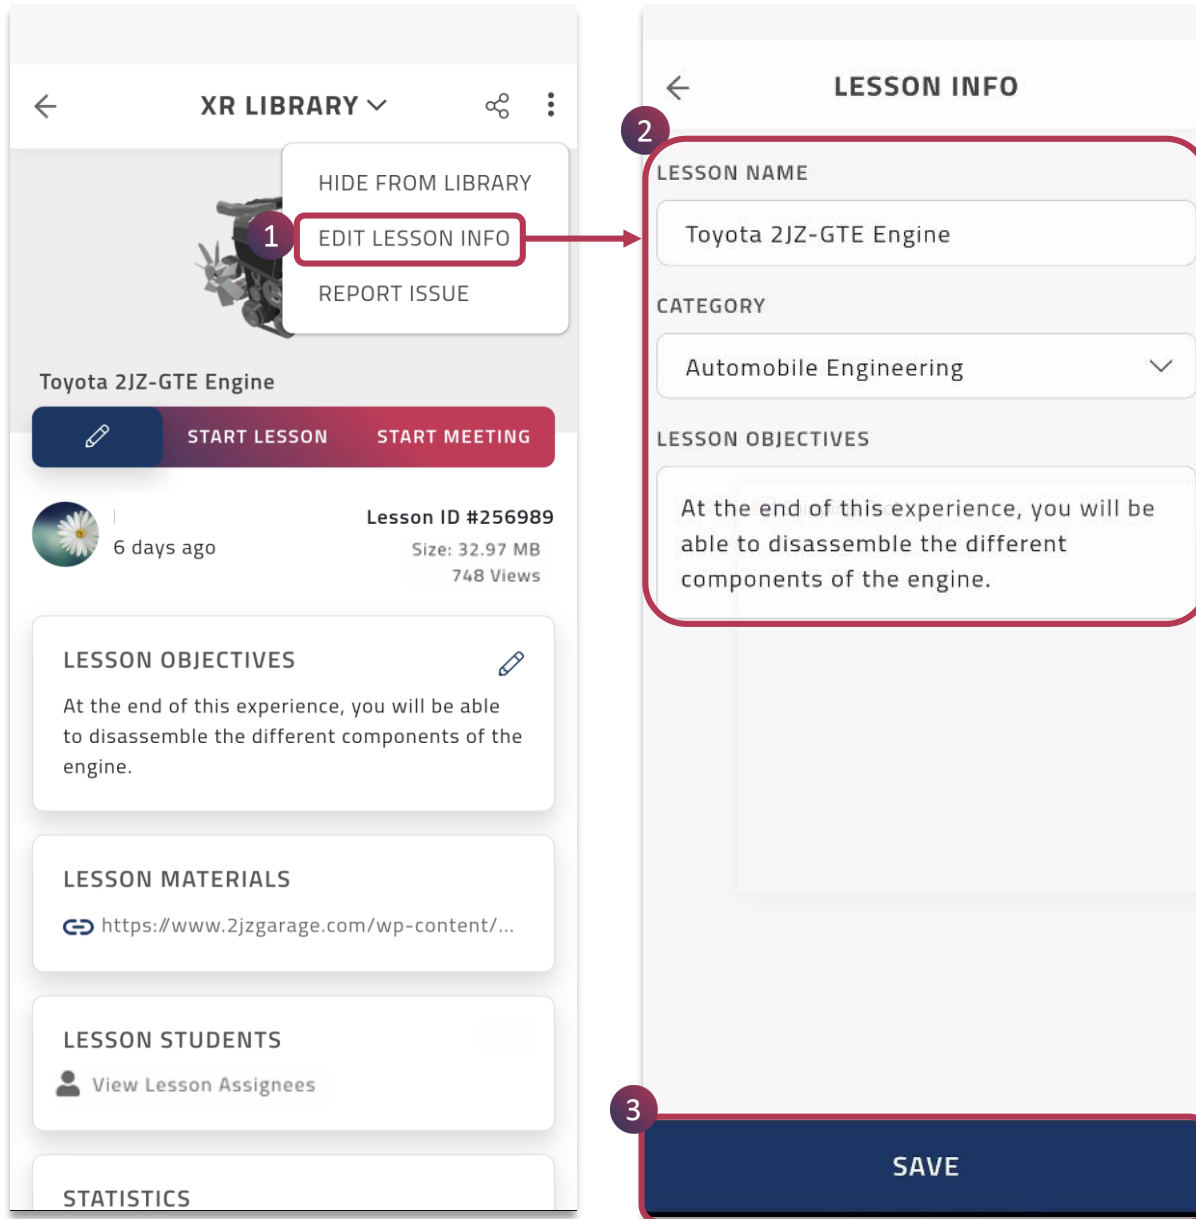 XR LIBRARY
HIDE FROM LIBRARY
1
EDIT LESSON INFO
REPORT ISSUE
Toyota 2JZ-GTE Engine
START LESSON
START MEETING
6 days ago
Lesson ID #256989
Size: 32.97 MB
748 Views
LESSON OBJECTIVES
At the end of this experience, you will be able
to disassemble the different components of the
engine.
LESSON MATERIALS
https://www.2jzgarage.com/wp-content/...
LESSON STUDENTS
View Lesson Assignees
STATISTICS
LESSON INFO
2
LESSON NAME
Toyota 2JZ-GTE Engine
CATEGORY
Automobile Engineering
LESSON OBJECTIVES
At the end of this experience, you will be
able to disassemble the different
components of the engine.
3
SAVE